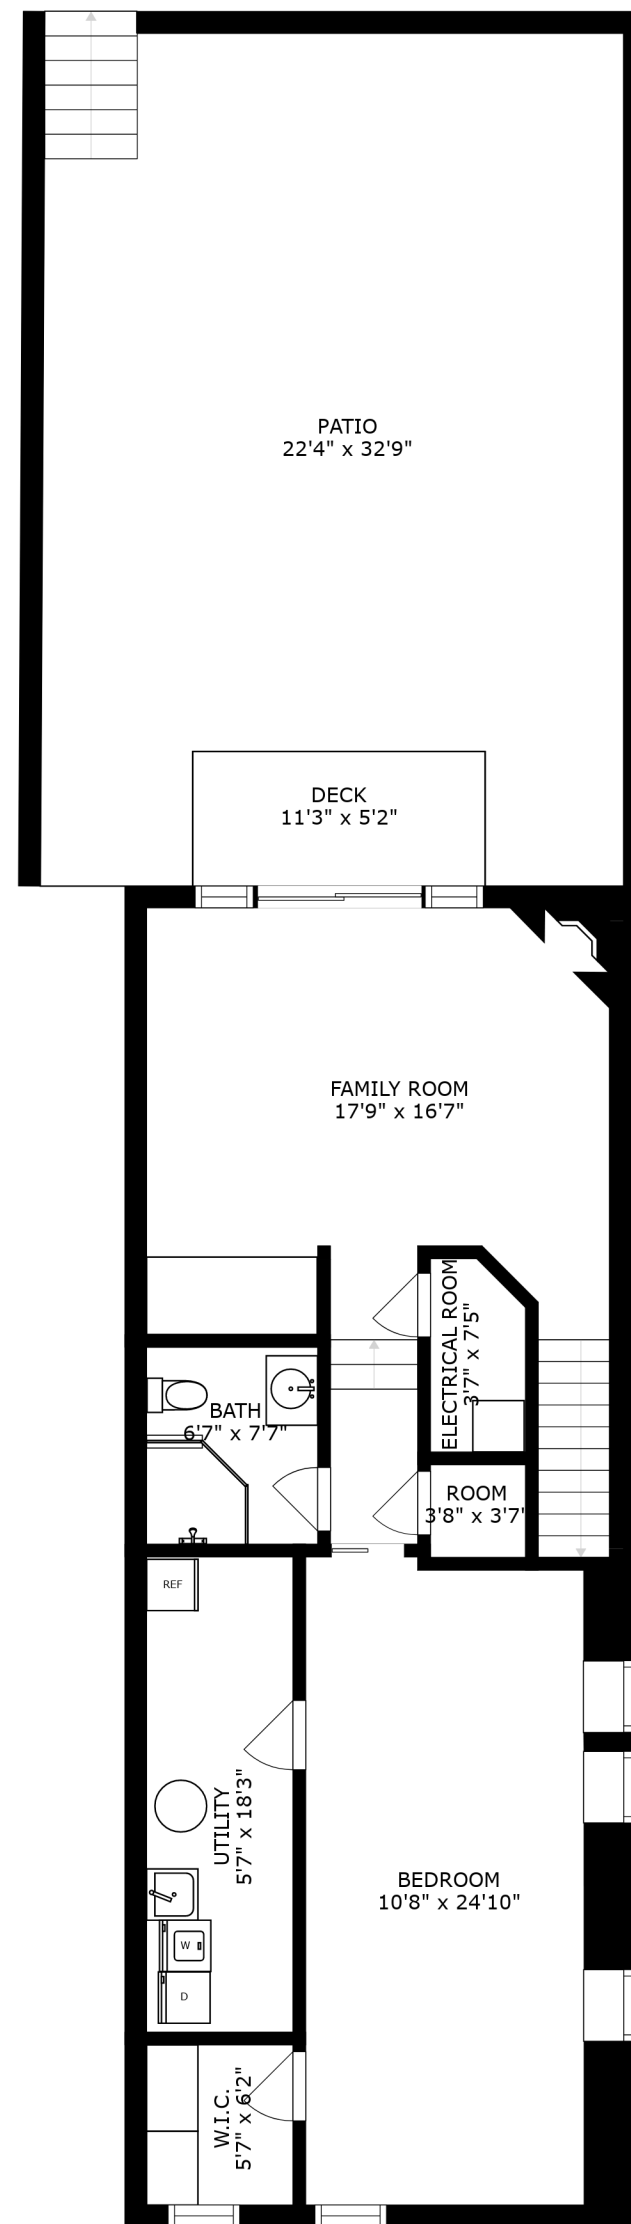 PATIO
22'4" x 32'9"
DECK
11'3" x 5'2"
FAMILY ROOM
17'9" x 16'7"
ELECTRICAL ROOM
3'7" x 7'5"
BATH
6'7" x 7'7"
ROOM
3'8" x 3'7"
REF
UTILITY
5'7" x 18'3"
BEDROOM
10'8" x 24'10"
W
D
W.I.C.
5'7" x 6'2"